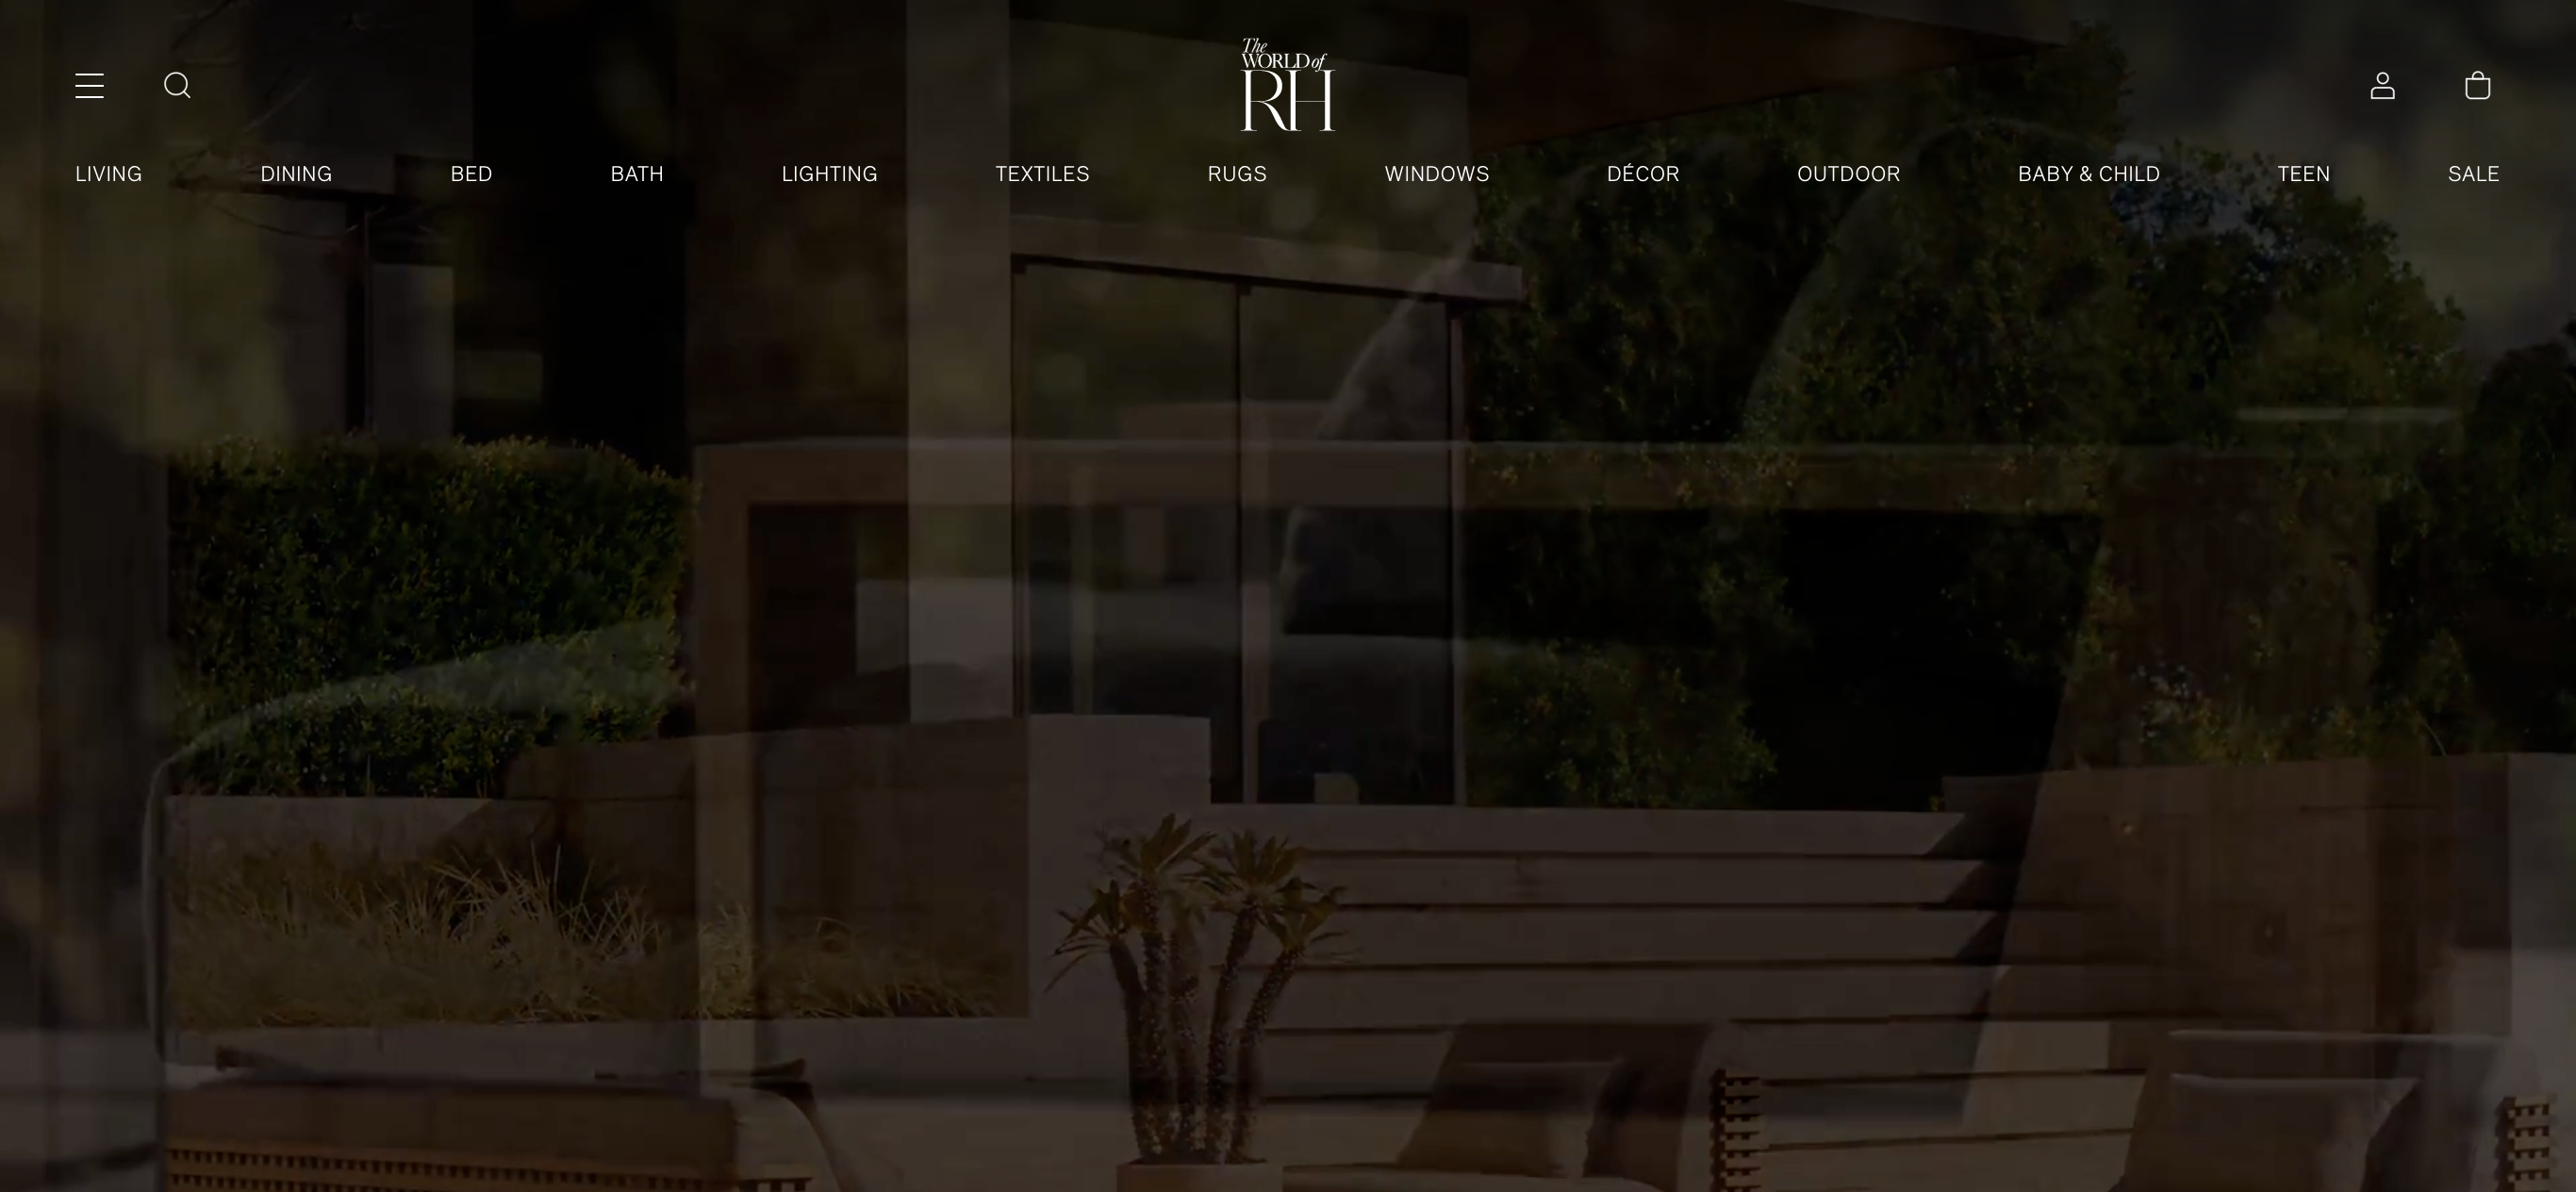 The
WORLD of
RH
LIVING DINING BED BATH LIGHTING TEXTILES RUGS WINDOWS DÉCOR OUTDOOR BABY & CHILD TEEN SALE